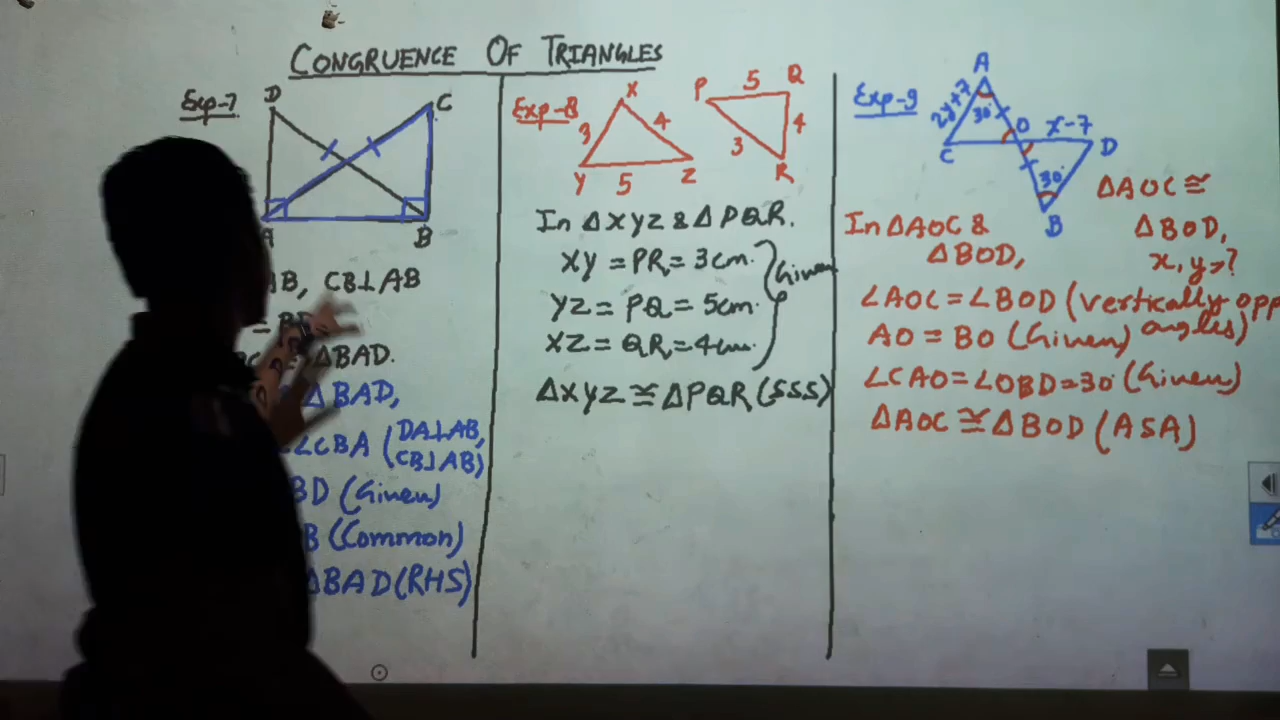 CONGRUENCE OF TRIANGLES
Exp-7
D
C
A
B
AB, CB⊥AB
= BD
ΔBAD.
ΔBAD,
∠CBA (DA⊥AB,
CB⊥AB)
BD (Given)
B (Common)
ΔBAD (RHS)
Exp-8
X
3
4
Y
5
Z
P
5
Q
4
3
R
In ΔXYZ & ΔPQR.
XY = PR = 3cm.
YZ = PQ = 5cm.
XZ = QR = 4cm.
Given
ΔXYZ ≅ ΔPQR (SSS)
Exp-9
A
2y+7
30°
O
x-7
C
D
30°
B
ΔAOC ≅
ΔBOD,
x, y = ?
In ΔAOC &
ΔBOD,
∠AOC = ∠BOD (vertically opp
angles)
AO = BO (Given)
∠CAO = ∠OBD = 30° (Given)
ΔAOC ≅ ΔBOD (ASA)